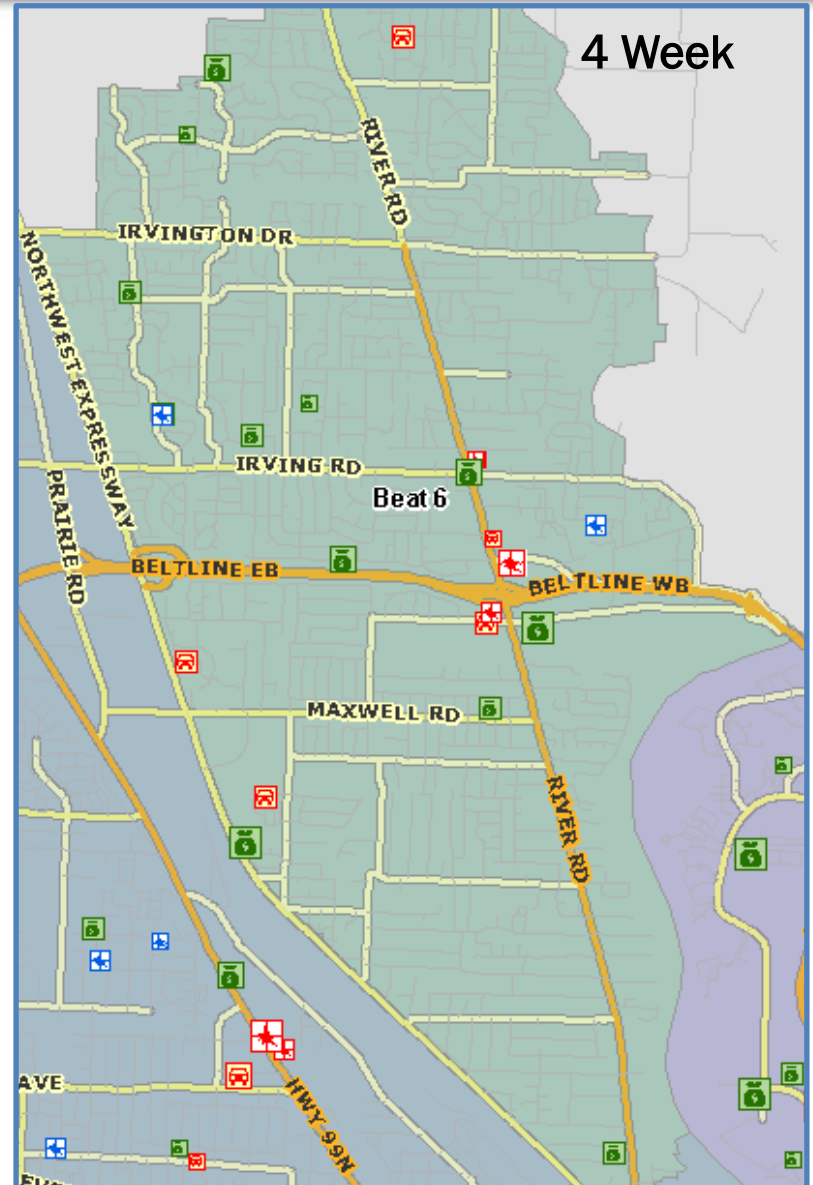 4 Week
RIVER RD
IRVINGTON DR
NORTHWEST EXPRESSWAY
IRVING RD
PRAIRIE RD
Beat 6
BELTLINE EB
BELTLINE WB
MAXWELL RD
RIVER RD
AVE
HWY 99N